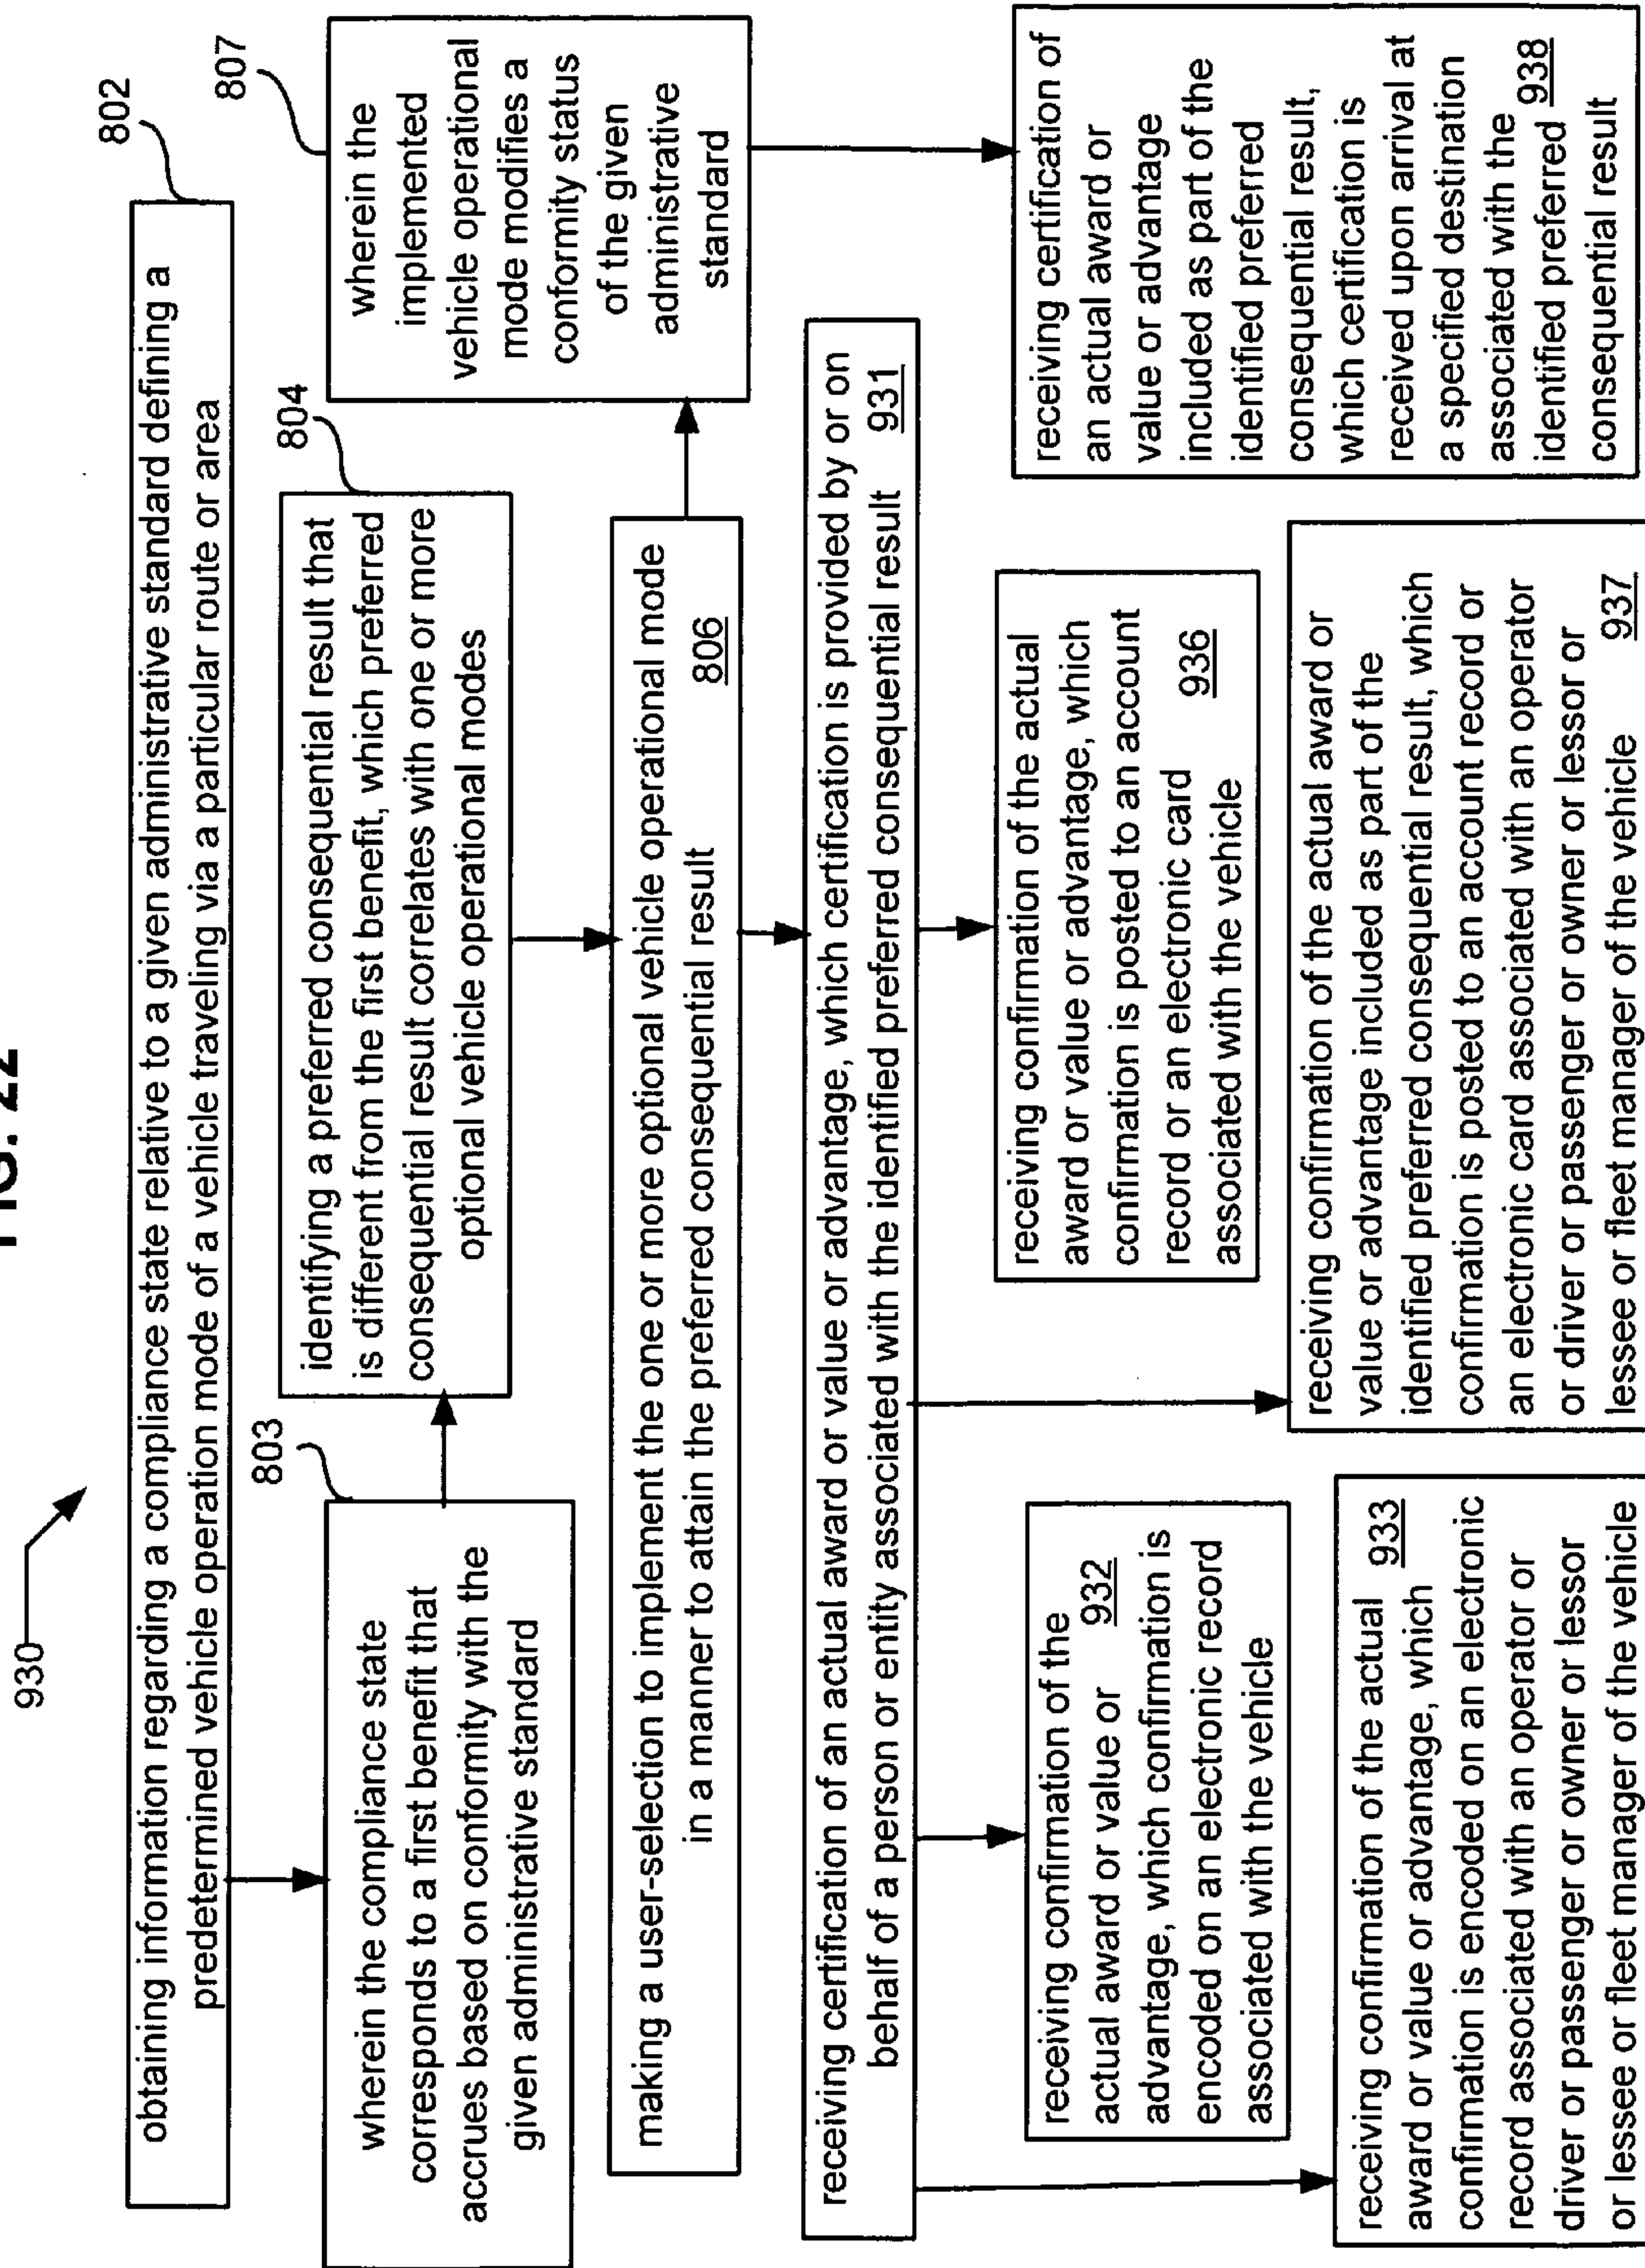 FIG. 22
930
802
obtaining information regarding a compliance state relative to a given administrative standard defining a
predetermined vehicle operation mode of a vehicle traveling via a particular route or area
803
wherein the compliance state
corresponds to a first benefit that
accrues based on conformity with the
given administrative standard
804
identifying a preferred consequential result that
is different from the first benefit, which preferred
consequential result correlates with one or more
optional vehicle operational modes
807
wherein the
implemented
vehicle operational
mode modifies a
conformity status
of the given
administrative
standard
making a user-selection to implement the one or more optional vehicle operational mode
in a manner to attain the preferred consequential result 806
receiving certification of an actual award or value or advantage, which certification is provided by or on
behalf of a person or entity associated with the identified preferred consequential result 931
receiving confirmation of the
actual award or value or 932
advantage, which confirmation is
encoded on an electronic record
associated with the vehicle
receiving confirmation of the actual
award or value or advantage, which
confirmation is posted to an account
record or an electronic card 936
associated with the vehicle
receiving certification of
an actual award or
value or advantage
included as part of the
identified preferred
consequential result,
which certification is
received upon arrival at
a specified destination
associated with the 938
identified preferred
consequential result
receiving confirmation of the actual 933
award or value or advantage, which
confirmation is encoded on an electronic
record associated with an operator or
driver or passenger or owner or lessor
or lessee or fleet manager of the vehicle
receiving confirmation of the actual award or
value or advantage included as part of the
identified preferred consequential result, which
confirmation is posted to an account record or
an electronic card associated with an operator
or driver or passenger or owner or lessor or
lessee or fleet manager of the vehicle 937